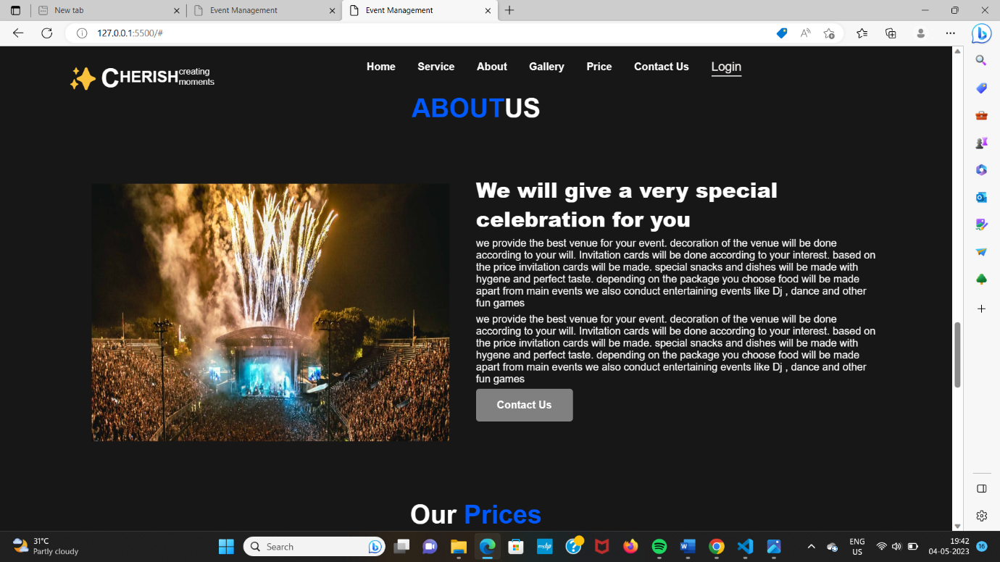 New tab
Event Management
Event Management
127.0.0.1:5500/#
CHERISH creating moments
Home Service About Gallery Price Contact Us Login
ABOUTUS
We will give a very special
celebration for you
we provide the best venue for your event. decoration of the venue will be done
according to your will. Invitation cards will be done according to your interest. based on
the price invitation cards will be made. special snacks and dishes will be made with
hygene and perfect taste. depending on the package you choose food will be made
apart from main events we also conduct entertaining events like Dj , dance and other
fun games
we provide the best venue for your event. decoration of the venue will be done
according to your will. Invitation cards will be done according to your interest. based on
the price invitation cards will be made. special snacks and dishes will be made with
hygene and perfect taste. depending on the package you choose food will be made
apart from main events we also conduct entertaining events like Dj , dance and other
fun games
Contact Us
Our Prices
31°C
Partly cloudy
Search
myhp
ENG
US
19:42
04-05-2023
16